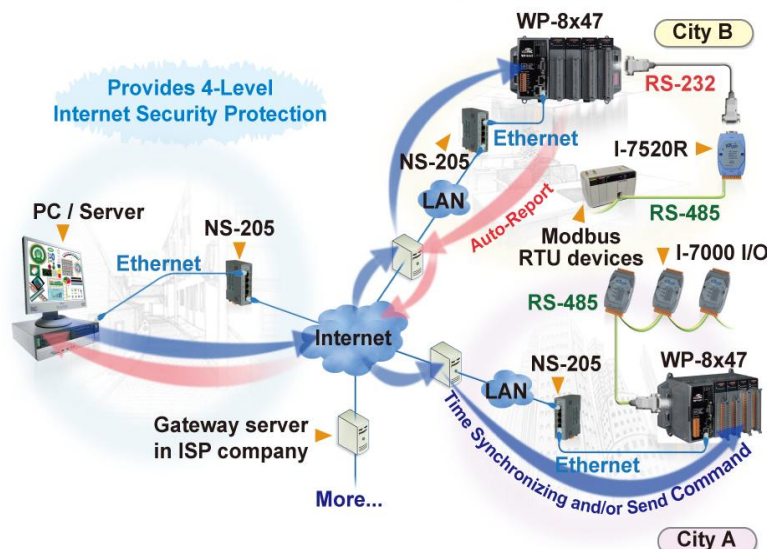 WP-8x47
City B
Provides 4-Level
Internet Security Protection
RS-232
Ethernet
NS-205
I-7520R
LAN
PC / Server
NS-205
Auto-Report
RS-485
Modbus
RTU devices
I-7000 I/O
Ethernet
RS-485
Internet
NS-205
WP-8x47
LAN
Gateway server
in ISP company
Time Synchronizing and/or Send Command
Ethernet
More...
City A